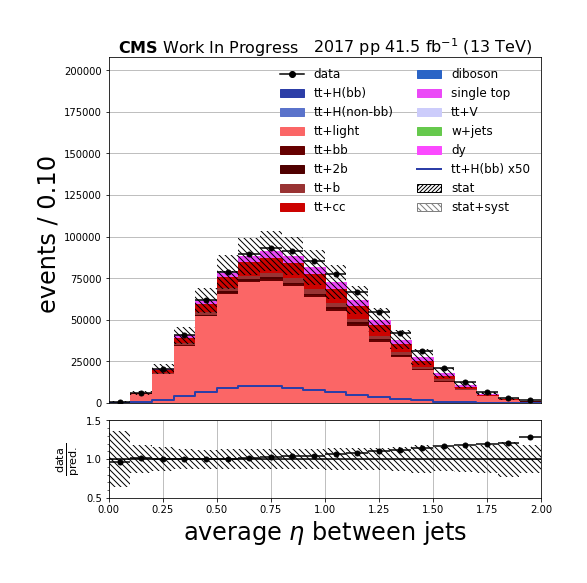 CMS Work In Progress 2017 pp 41.5 fb⁻¹ (13 TeV)
events / 0.10
200000
175000
150000
125000
100000
75000
50000
25000
0
data
tt+H(bb)
tt+H(non-bb)
tt+light
tt+bb
tt+2b
tt+b
tt+cc
diboson
single top
tt+V
w+jets
dy
tt+H(bb) x50
stat
stat+syst
data
pred.
1.5
1.0
0.5
0.00 0.25 0.50 0.75 1.00 1.25 1.50 1.75 2.00
average η between jets